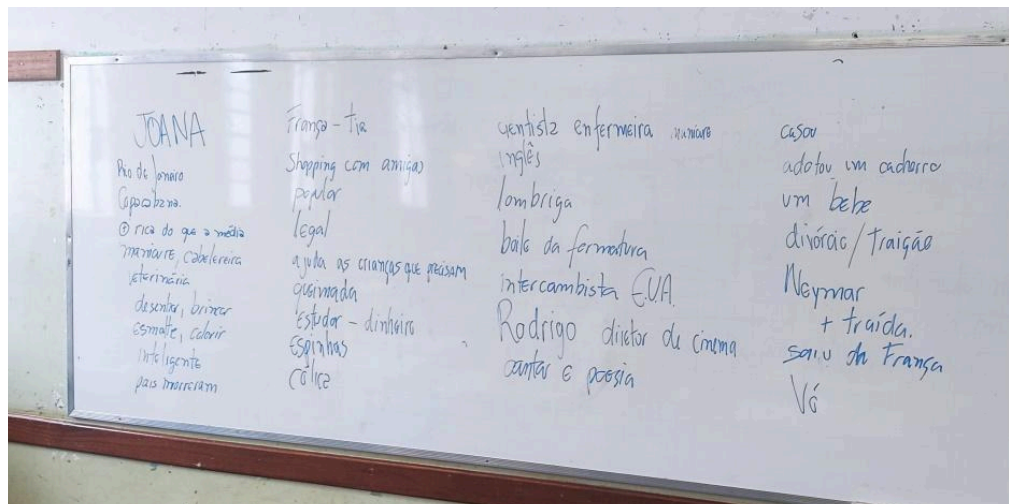 JOANA
Rio de Janeiro
Copacabana.
⊕ rica do que a média
manicure, cabelereira
veterinária
desenhar, brincar
Esmalte, colorir
inteligente
pais morreram
França - tia
Shopping com amigas
popular
legal
ajuda as crianças que precisam
queimada
Estudar - dinheiro
Espinhas
cólica
dentista enfermeira
inglês
lombriga
baile da formatura
intercambista E.U.A.
Rodrigo diretor de cinema
cantar e poesia
casou
adotou um cachorro
um bebe
divórcio / traição
Neymar
+ traída.
saiu da França
Vó